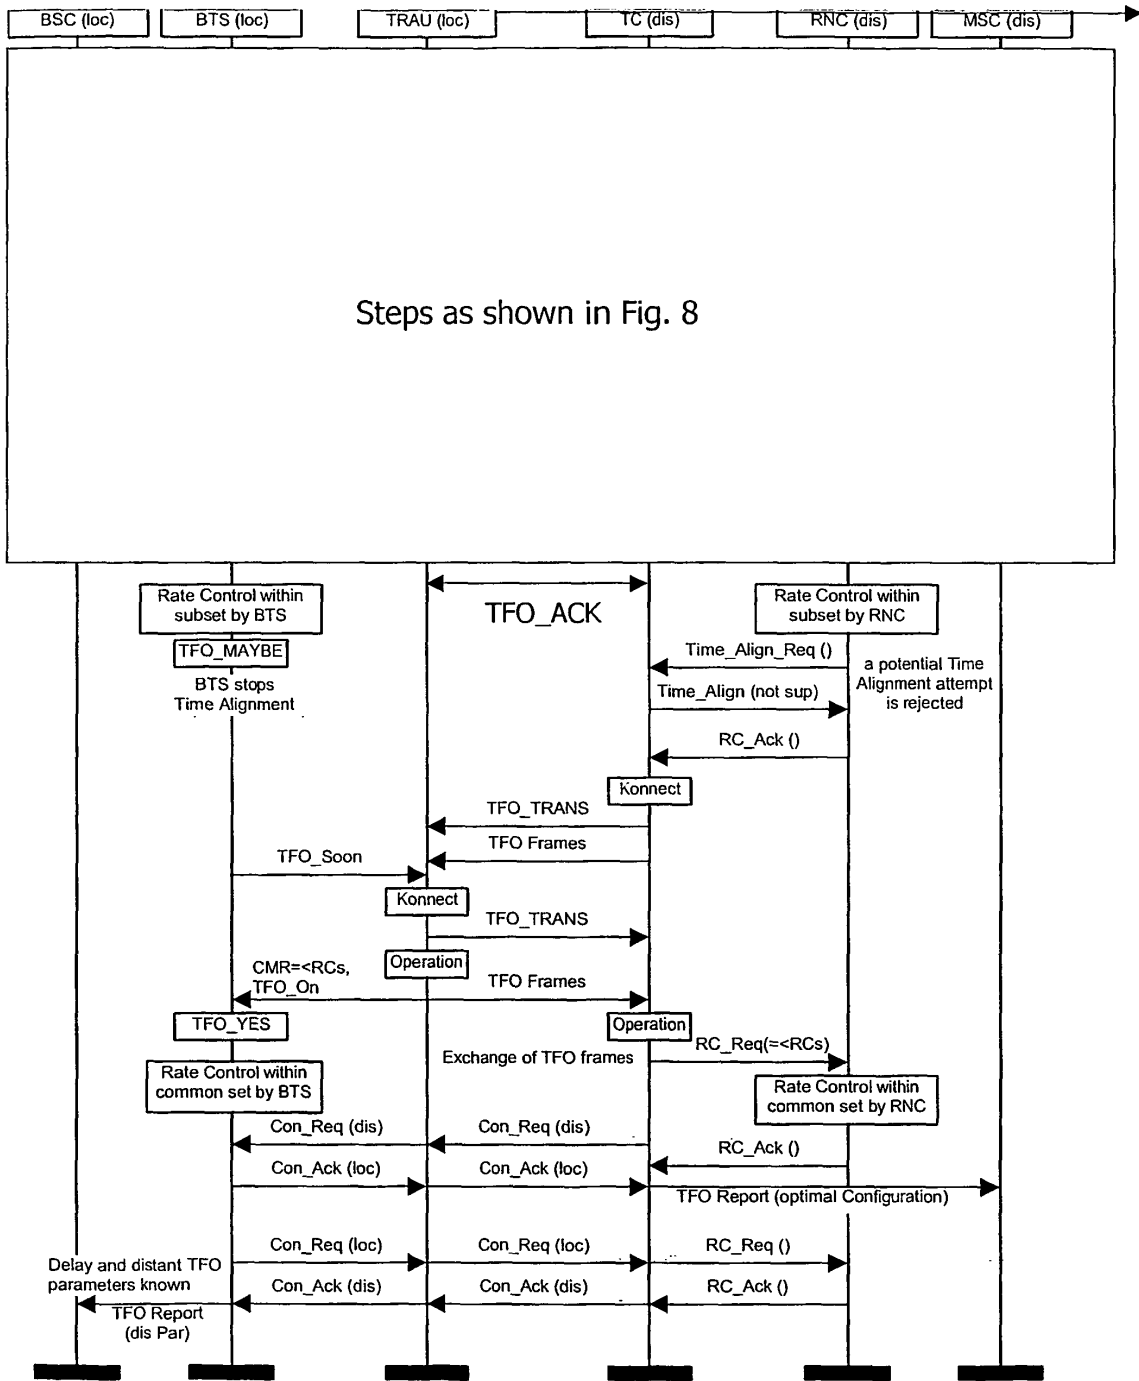 BSC (loc)
BTS (loc)
TRAU (loc)
TC (dis)
RNC (dis)
MSC (dis)
Steps as shown in Fig. 8
TFO_ACK
Rate Control within
subset by BTS
Rate Control within
subset by RNC
TFO_MAYBE
BTS stops
Time Alignment
Time_Align_Req ()
a potential Time
Alignment attempt
is rejected
Time_Align (not sup)
RC_Ack ()
Konnect
TFO_TRANS
TFO Frames
TFO_Soon
Konnect
TFO_TRANS
Operation
CMR=<RCs,
TFO_On
TFO Frames
TFO_YES
Operation
Exchange of TFO frames
RC_Req(=<RCs)
Rate Control within
common set by BTS
Rate Control within
common set by RNC
Con_Req (dis)
Con_Req (dis)
RC_Ack ()
Con_Ack (loc)
Con_Ack (loc)
TFO Report (optimal Configuration)
Con_Req (loc)
Con_Req (loc)
RC_Req ()
Delay and distant TFO
parameters known
Con_Ack (dis)
Con_Ack (dis)
RC_Ack ()
TFO Report
(dis Par)